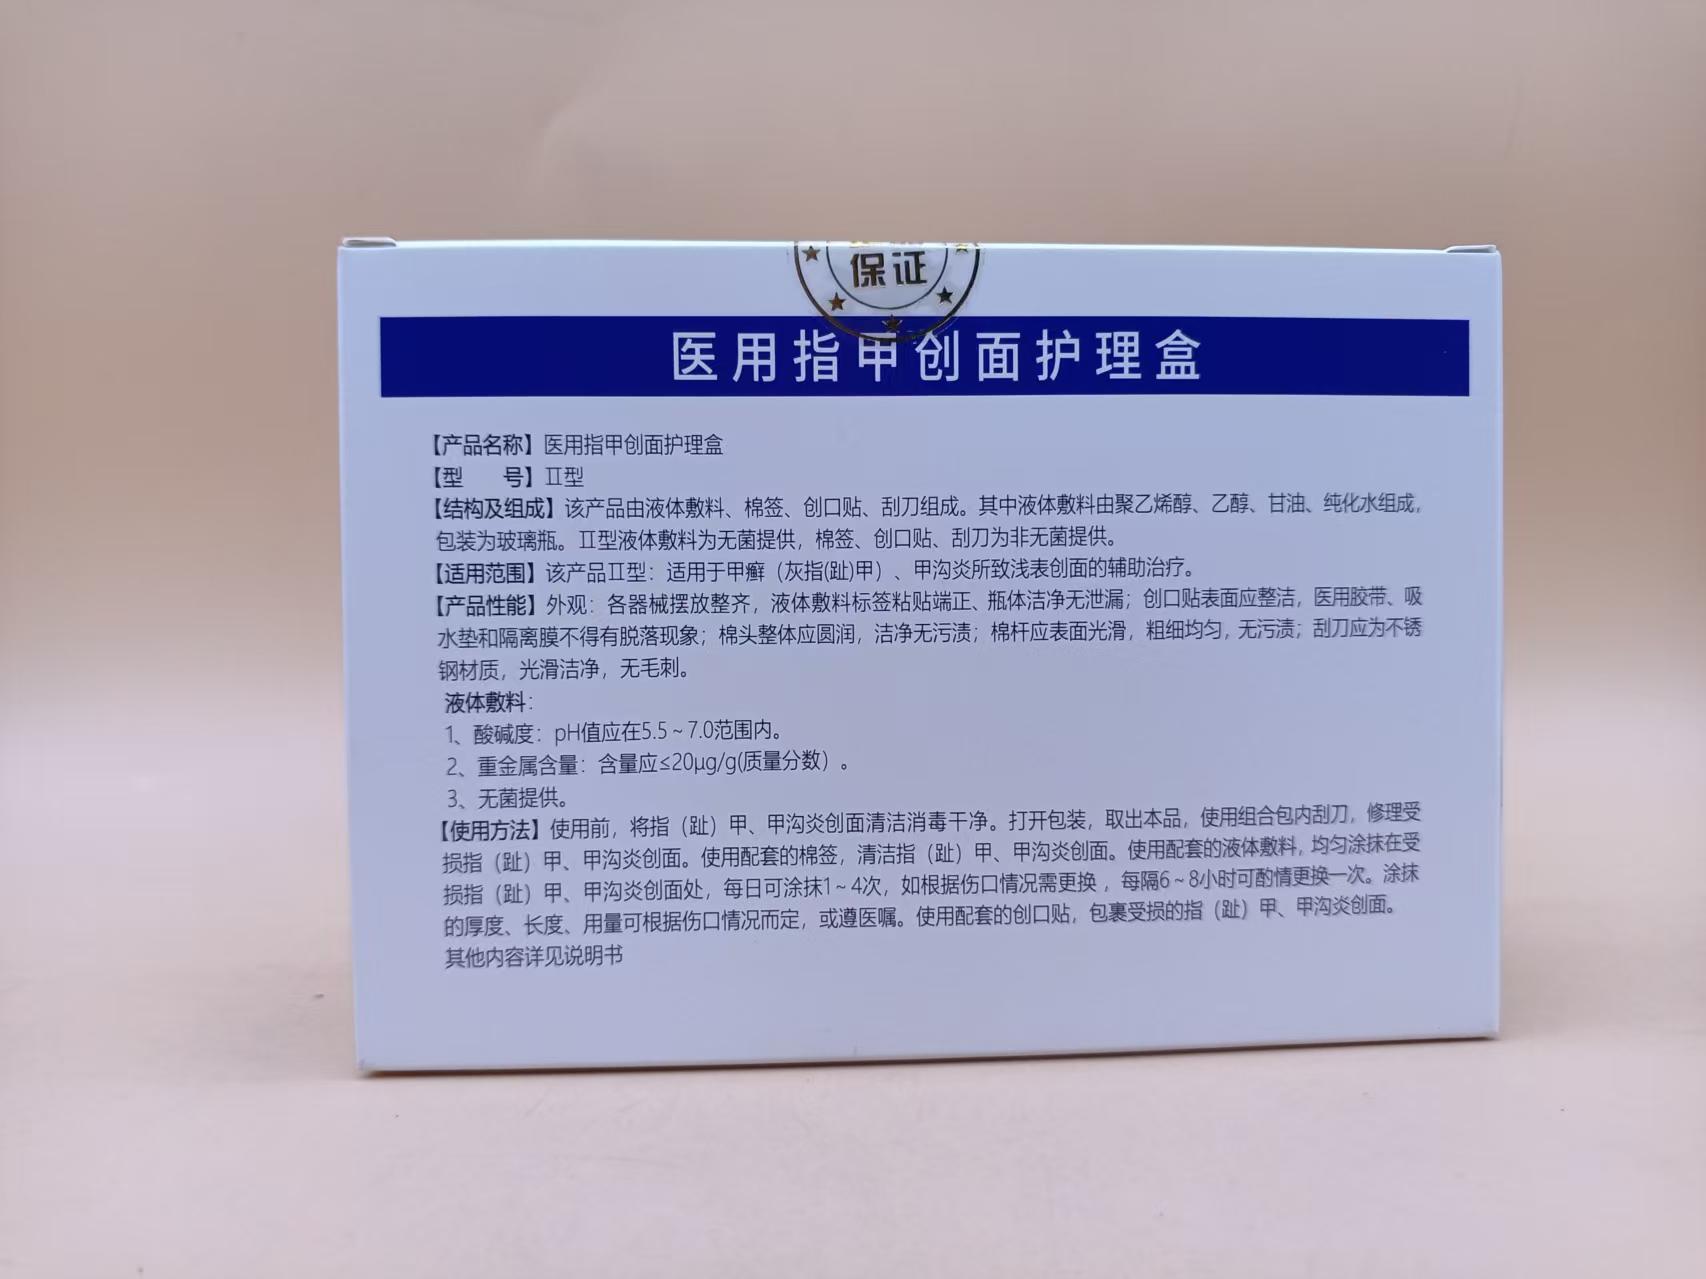 保证
医用指甲创面护理盒
【产品名称】医用指甲创面护理盒
【型 号】Ⅱ型
【结构及组成】该产品由液体敷料、棉签、创口贴、刮刀组成。其中液体敷料由聚乙烯醇、乙醇、甘油、纯化水组成，
包装为玻璃瓶。Ⅱ型液体敷料为无菌提供，棉签、创口贴、刮刀为非无菌提供。
【适用范围】该产品Ⅱ型：适用于甲癣（灰指(趾)甲）、甲沟炎所致浅表创面的辅助治疗。
【产品性能】外观：各器械摆放整齐，液体敷料标签粘贴端正、瓶体洁净无泄漏；创口贴表面应整洁，医用胶带、吸
水垫和隔离膜不得有脱落现象；棉头整体应圆润，洁净无污渍；棉杆应表面光滑，粗细均匀，无污渍；刮刀应为不锈
钢材质，光滑洁净，无毛刺。
液体敷料：
1、酸碱度：pH值应在5.5～7.0范围内。
2、重金属含量：含量应≤20μg/g(质量分数）。
3、无菌提供。
【使用方法】使用前，将指（趾）甲、甲沟炎创面清洁消毒干净。打开包装，取出本品，使用组合包内刮刀，修理受
损指（趾）甲、甲沟炎创面。使用配套的棉签，清洁指（趾）甲、甲沟炎创面。使用配套的液体敷料，均匀涂抹在受
损指（趾）甲、甲沟炎创面处，每日可涂抹1～4次，如根据伤口情况需更换，每隔6～8小时可酌情更换一次。涂抹
的厚度、长度、用量可根据伤口情况而定，或遵医嘱。使用配套的创口贴，包裹受损的指（趾）甲、甲沟炎创面。
其他内容详见说明书